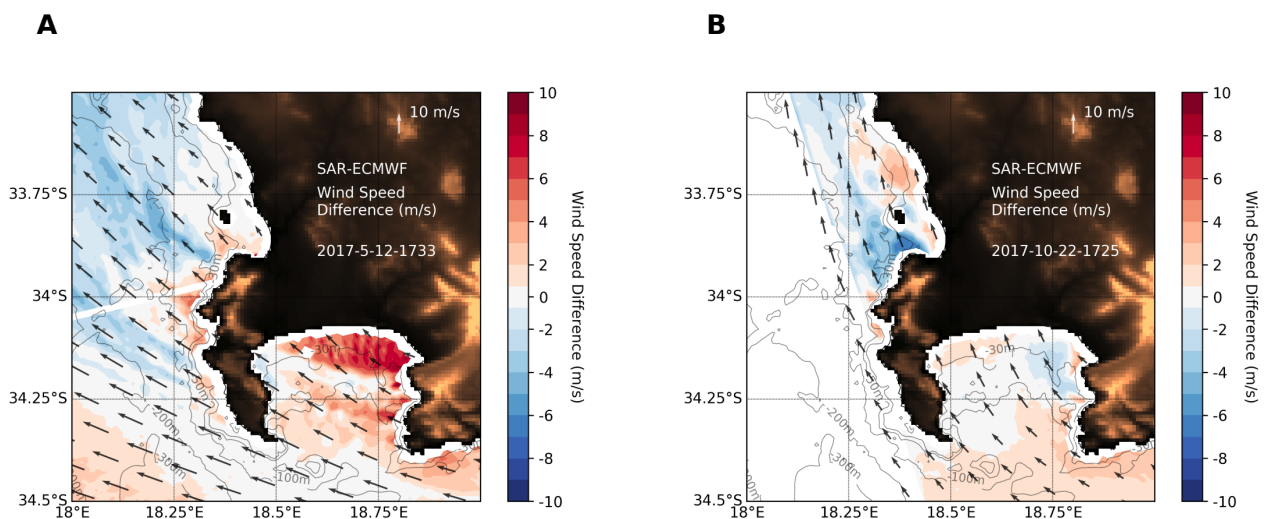 A
B
10 m/s
SAR-ECMWF
Wind Speed
Difference (m/s)
2017-5-12-1733
33.75°S
34°S
34.25°S
34.5°S
18°E
18.25°E
18.5°E
18.75°E
-30m
-30m
-200m
-300m
-100m
10
8
6
4
2
0
-2
-4
-6
-8
-10
Wind Speed Difference (m/s)
10 m/s
SAR-ECMWF
Wind Speed
Difference (m/s)
2017-10-22-1725
33.75°S
34°S
34.25°S
34.5°S
18°E
18.25°E
18.5°E
18.75°E
-30m
-30m
-200m
-300m
-100m
10
8
6
4
2
0
-2
-4
-6
-8
-10
Wind Speed Difference (m/s)